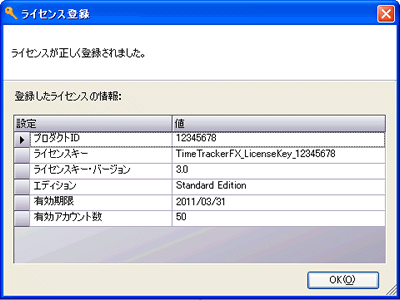 ライセンス登録
ライセンスが正しく登録されました。
登録したライセンスの情報:
設定 値
プロダクトID 12345678
ライセンスキー TimeTrackerFX_LicenseKey_12345678
ライセンスキー・バージョン 3.0
エディション Standard Edition
有効期限 2011/03/31
有効アカウント数 50
OK(O)